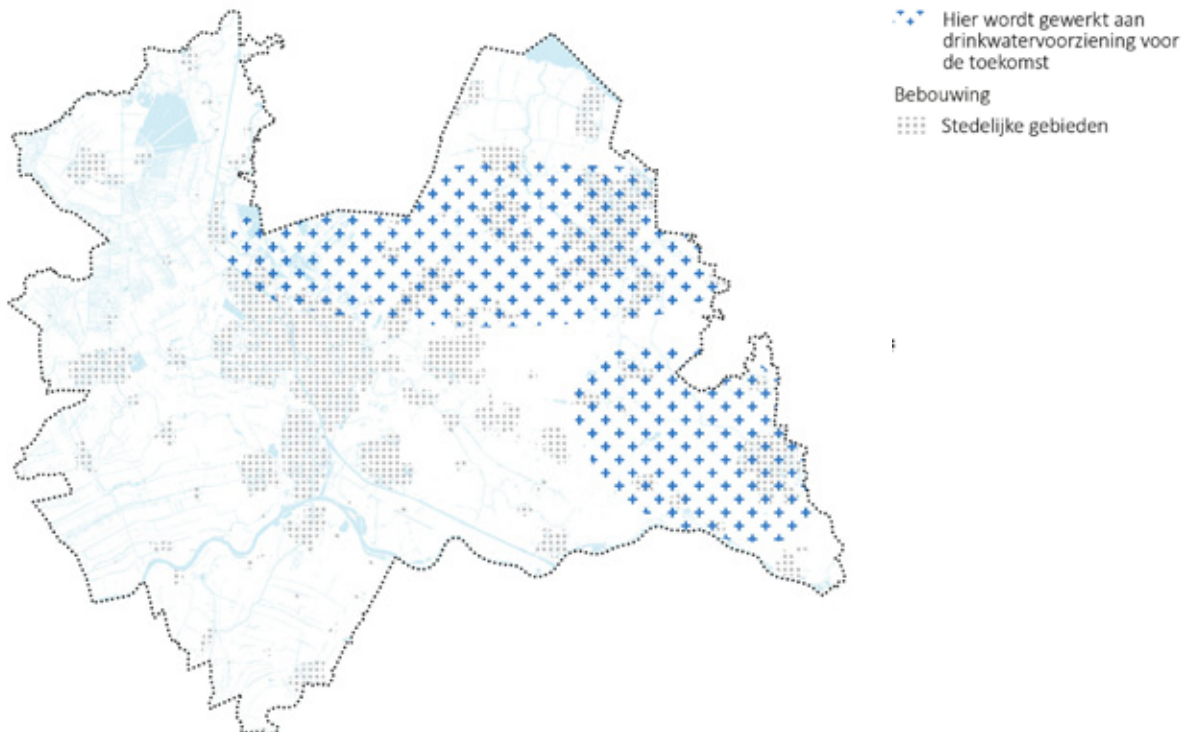 Hier wordt gewerkt aan
drinkwatervoorziening voor
de toekomst
Bebouwing
Stedelijke gebieden